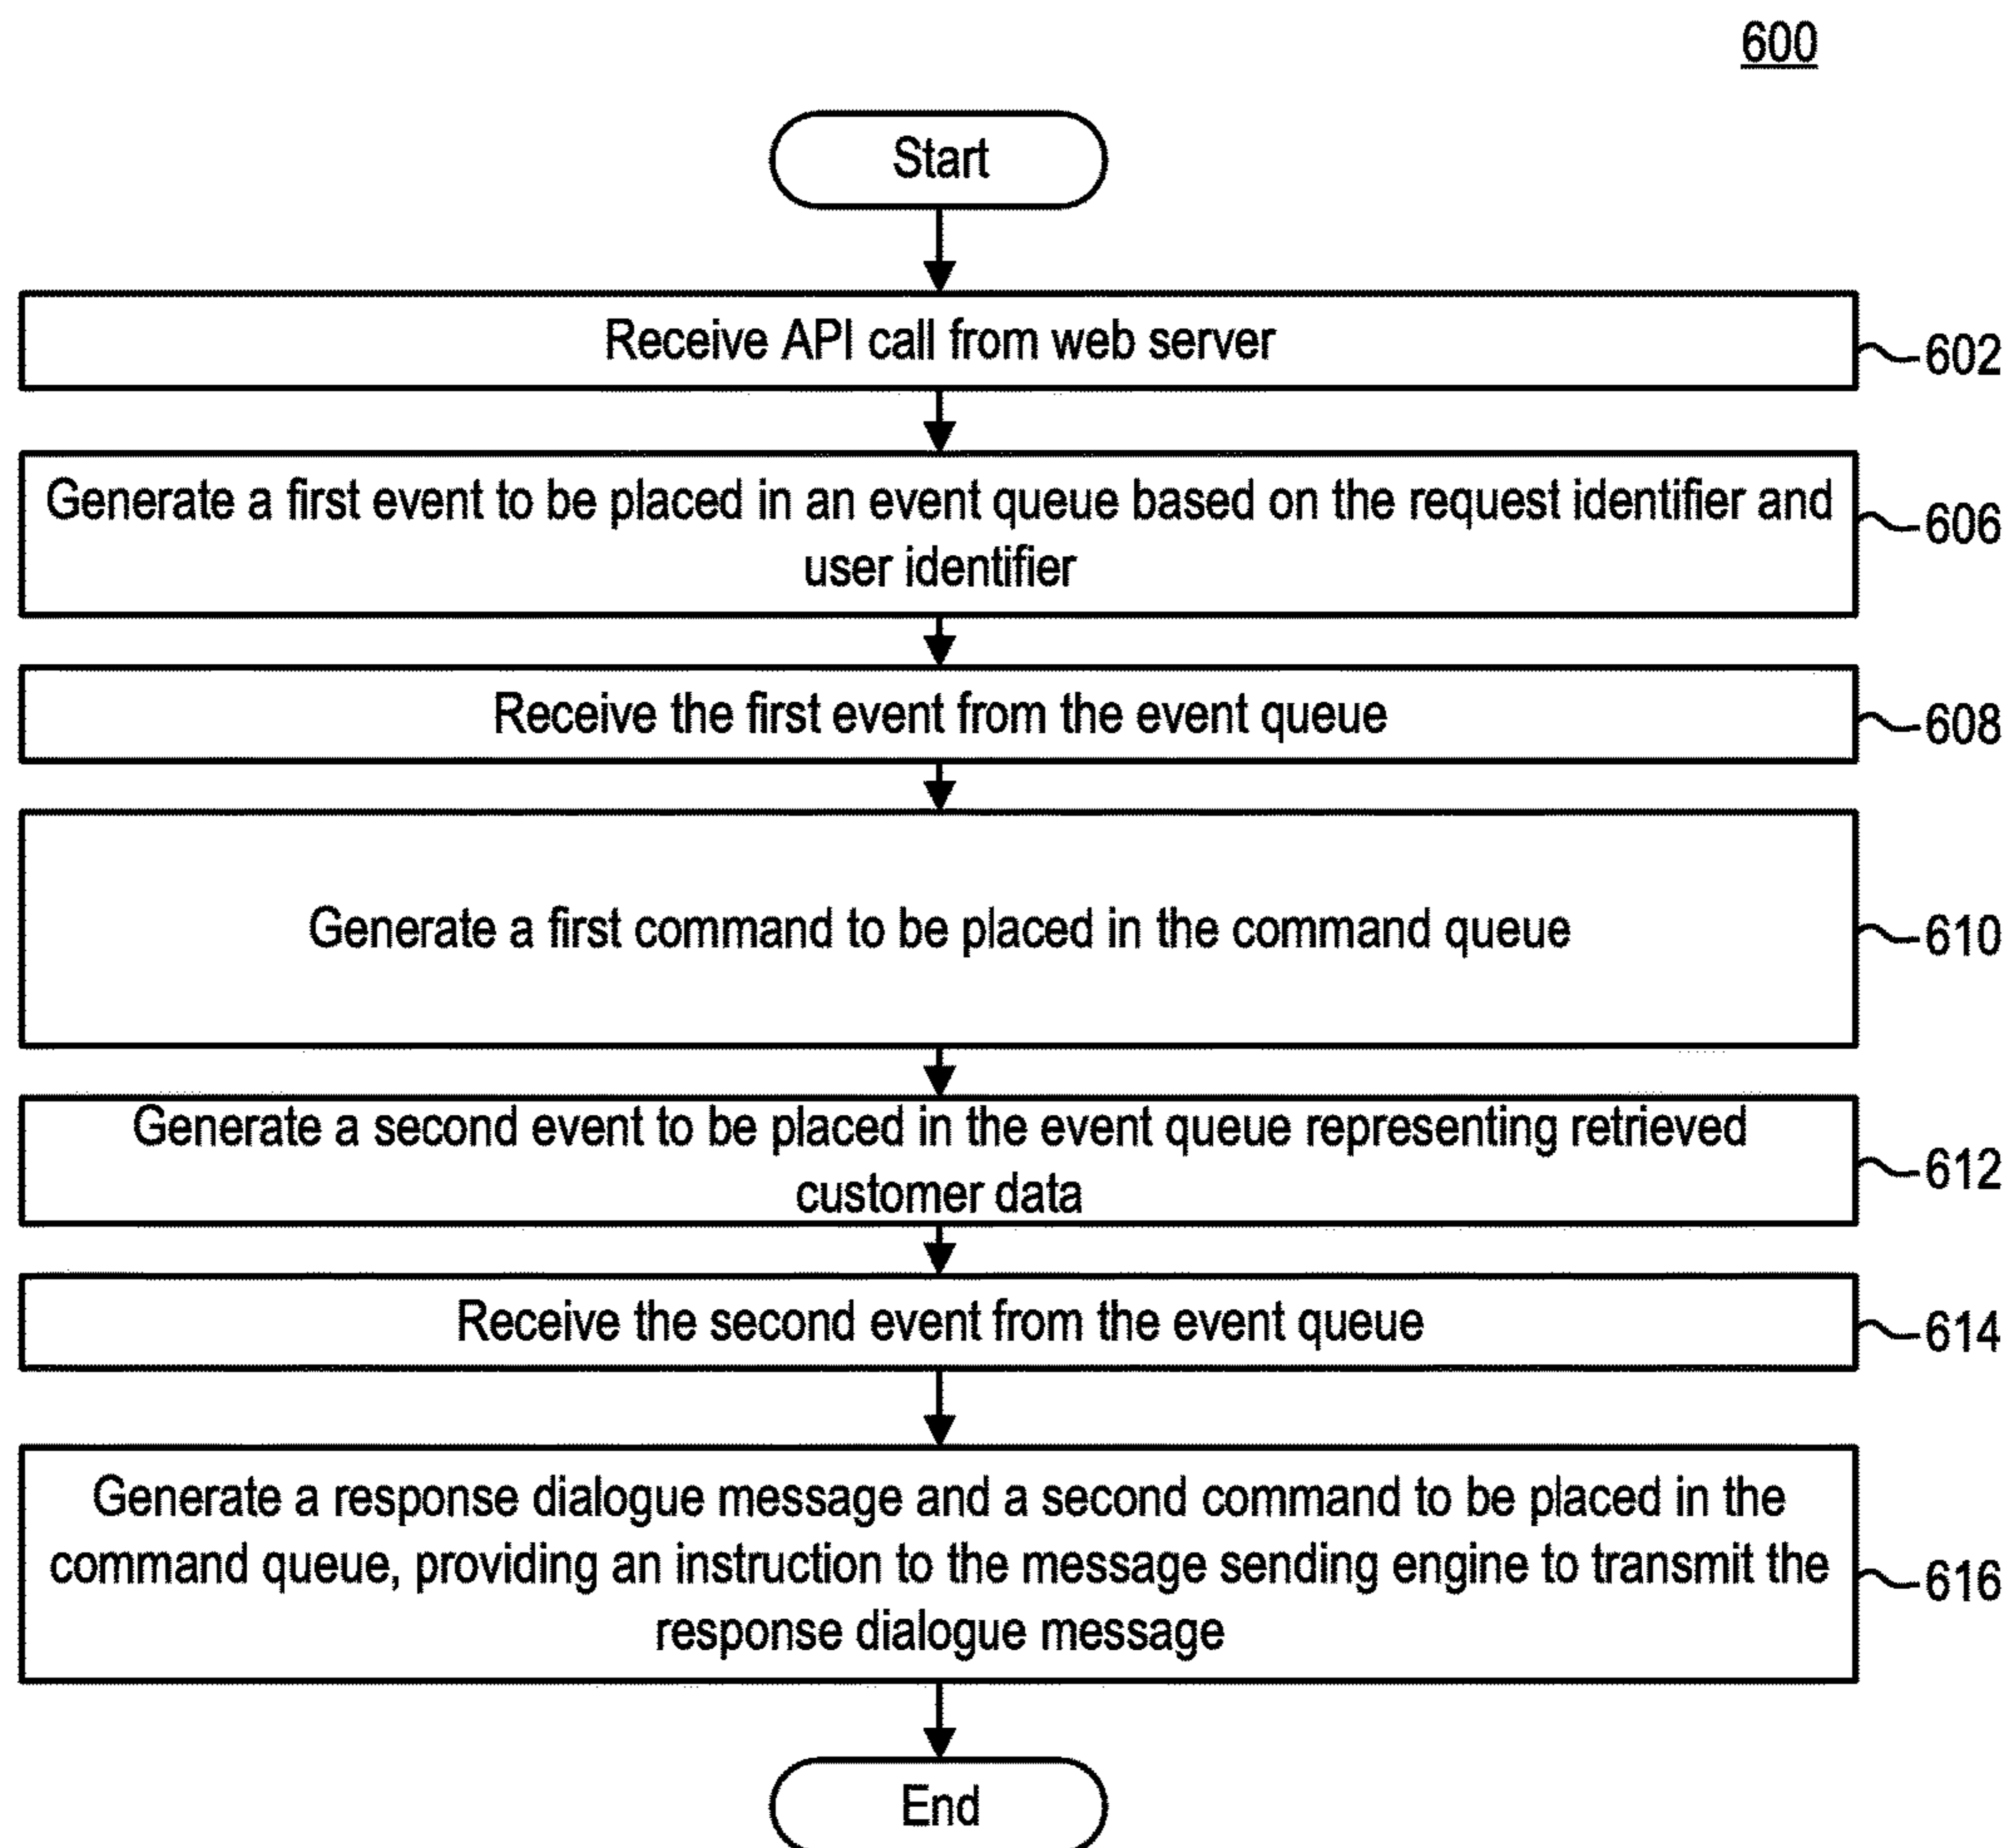 600
Start
Receive API call from web server
602
Generate a first event to be placed in an event queue based on the request identifier and
user identifier
606
Receive the first event from the event queue
608
Generate a first command to be placed in the command queue
610
Generate a second event to be placed in the event queue representing retrieved
customer data
612
Receive the second event from the event queue
614
Generate a response dialogue message and a second command to be placed in the
command queue, providing an instruction to the message sending engine to transmit the
response dialogue message
616
End